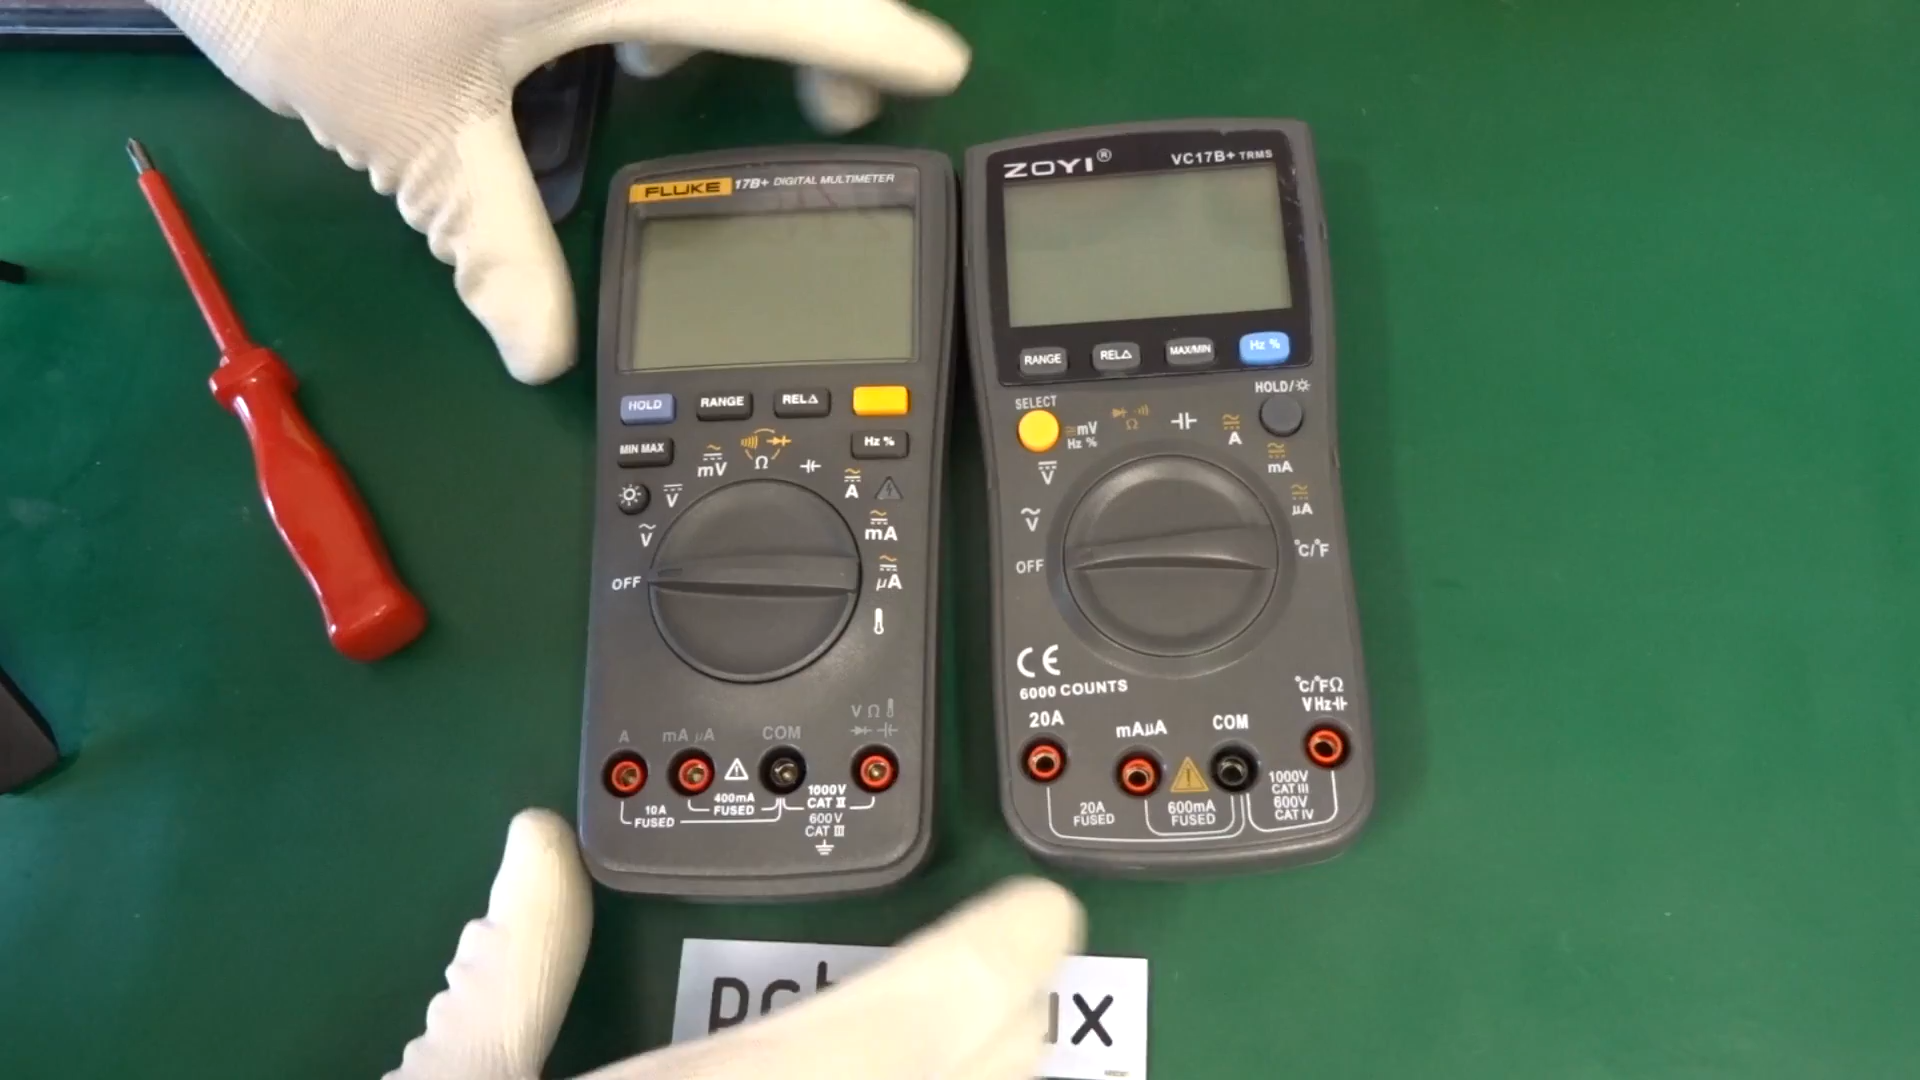 FLUKE 17B+ DIGITAL MULTIMETER
HOLD
RANGE
REL△
MIN MAX
Hz %
mV
Ω
V
A
V
mA
OFF
µA
A
mA µA
COM
V Ω
10A
FUSED
400mA
FUSED
1000V
CAT II
600V
CAT III
ZOYI®
VC17B+ TRMS
RANGE
REL△
MAX/MIN
Hz %
SELECT
HOLD/
mV
Hz %
Ω
A
V
mA
V
µA
OFF
°C/°F
CE
6000 COUNTS
20A
mAµA
COM
°C/°FΩ
V Hz
20A
FUSED
600mA
FUSED
1000V
CAT III
600V
CAT IV